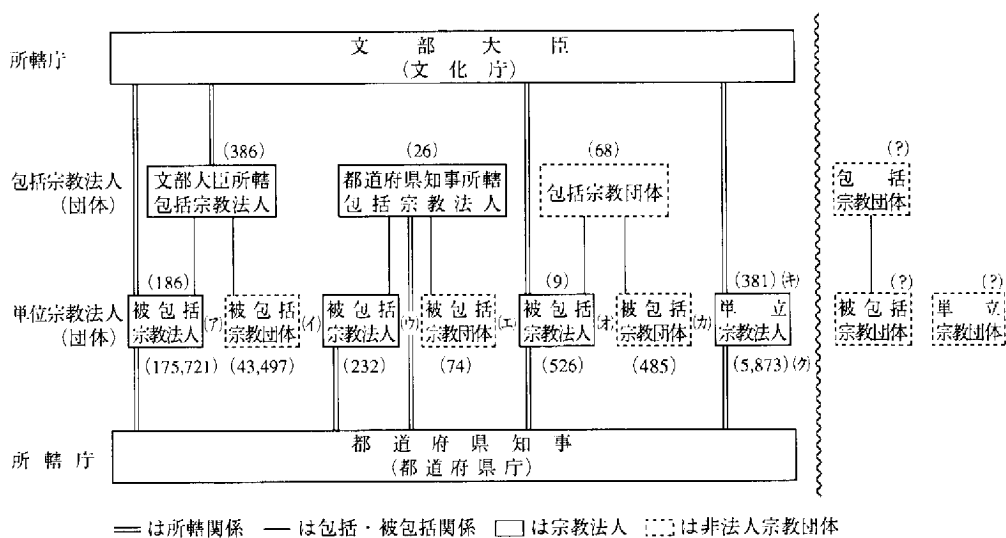 所轄庁
文部大臣
(文化庁)
(386)
(26)
(68)
(?)
包括宗教法人
(団体)
文部大臣所轄
包括宗教法人
都道府県知事所轄
包括宗教法人
包括宗教団体
包括
宗教団体
(186)
(9)
(381)(キ)
(?)
(?)
単位宗教法人
(団体)
被包括
宗教法人
(ア)
被包括
宗教団体
(イ)
被包括
宗教法人
(ウ)
被包括
宗教団体
(エ)
被包括
宗教法人
(オ)
被包括
宗教団体
(カ)
単立
宗教法人
被包括
宗教団体
単立
宗教団体
(175,721)
(43,497)
(232)
(74)
(526)
(485)
(5,873)(ク)
所轄庁
都道府県知事
(都道府県庁)
は所轄関係
は包括・被包括関係
は宗教法人
は非法人宗教団体